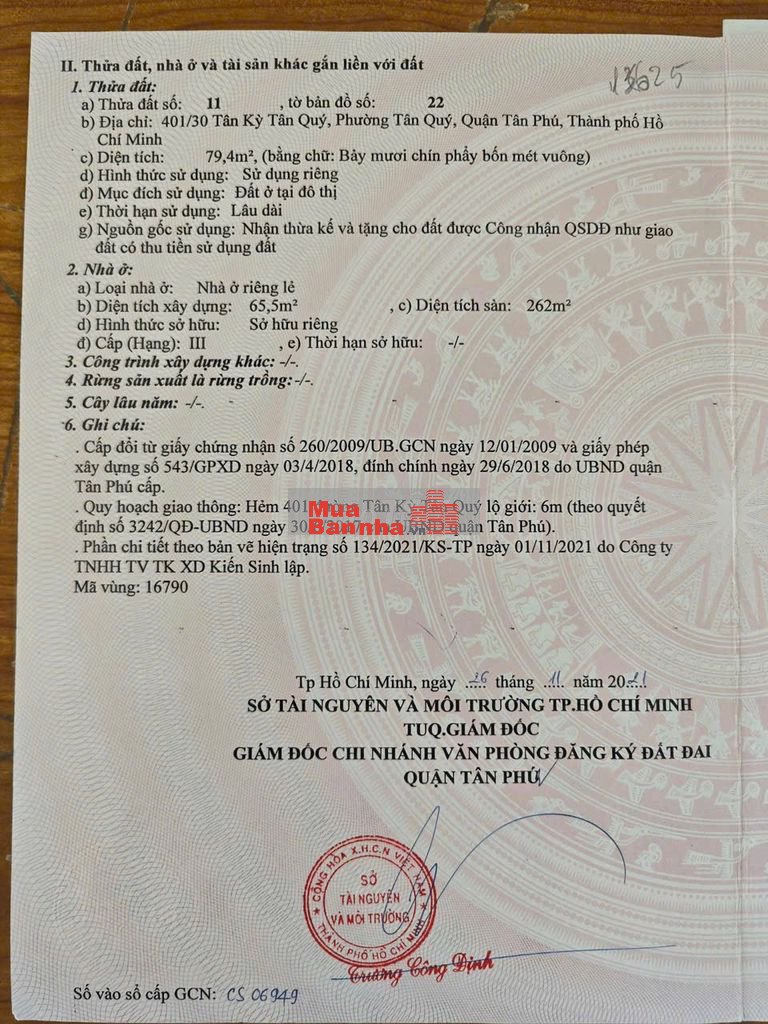 II. Thửa đất, nhà ở và tài sản khác gắn liền với đất
1. Thửa đất:
a) Thửa đất số: 11 , tờ bản đồ số: 22
b) Địa chỉ: 401/30 Tân Kỳ Tân Quý, Phường Tân Quý, Quận Tân Phú, Thành phố Hồ
Chí Minh
c) Diện tích: 79,4m², (bằng chữ: Bảy mươi chín phẩy bốn mét vuông)
d) Hình thức sử dụng: Sử dụng riêng
đ) Mục đích sử dụng: Đất ở tại đô thị
e) Thời hạn sử dụng: Lâu dài
g) Nguồn gốc sử dụng: Nhận thừa kế và tặng cho đất được Công nhận QSDĐ như giao
đất có thu tiền sử dụng đất
2. Nhà ở:
a) Loại nhà ở: Nhà ở riêng lẻ
b) Diện tích xây dựng: 65,5m² , c) Diện tích sàn: 262m²
d) Hình thức sở hữu: Sở hữu riêng
đ) Cấp (Hạng): III , e) Thời hạn sở hữu: -/-
3. Công trình xây dựng khác: -/-.
4. Rừng sản xuất là rừng trồng:-/-.
5. Cây lâu năm: -/-.
6. Ghi chú:
. Cấp đổi từ giấy chứng nhận số 260/2009/UB.GCN ngày 12/01/2009 và giấy phép
xây dựng số 543/GPXD ngày 03/4/2018, đính chính ngày 29/6/2018 do UBND quận
Tân Phú cấp.
. Quy hoạch giao thông: Hẻm 401 Tân Kỳ Tân Quý lộ giới: 6m (theo quyết
định số 3242/QĐ-UBND ngày UBND quận Tân Phú).
MuaBannha.vn
. Phần chi tiết theo bản vẽ hiện trạng số 134/2021/KS-TP ngày 01/11/2021 do Công ty
TNHH TV TK XD Kiến Sinh lập.
Mã vùng: 16790
Tp Hồ Chí Minh, ngày 26 tháng 11 năm 2021
SỞ TÀI NGUYÊN VÀ MÔI TRƯỜNG TP.HỒ CHÍ MINH
TUQ.GIÁM ĐỐC
GIÁM ĐỐC CHI NHÁNH VĂN PHÒNG ĐĂNG KÝ ĐẤT ĐAI
QUẬN TÂN PHÚ
CỘNG HÒA X.H.C.N VIỆT NAM
SỞ
TÀI NGUYÊN
VÀ MÔI TRƯỜNG
THÀNH PHỐ HỒ CHÍ MINH
Trương Công Định
Số vào sổ cấp GCN: CS 06949